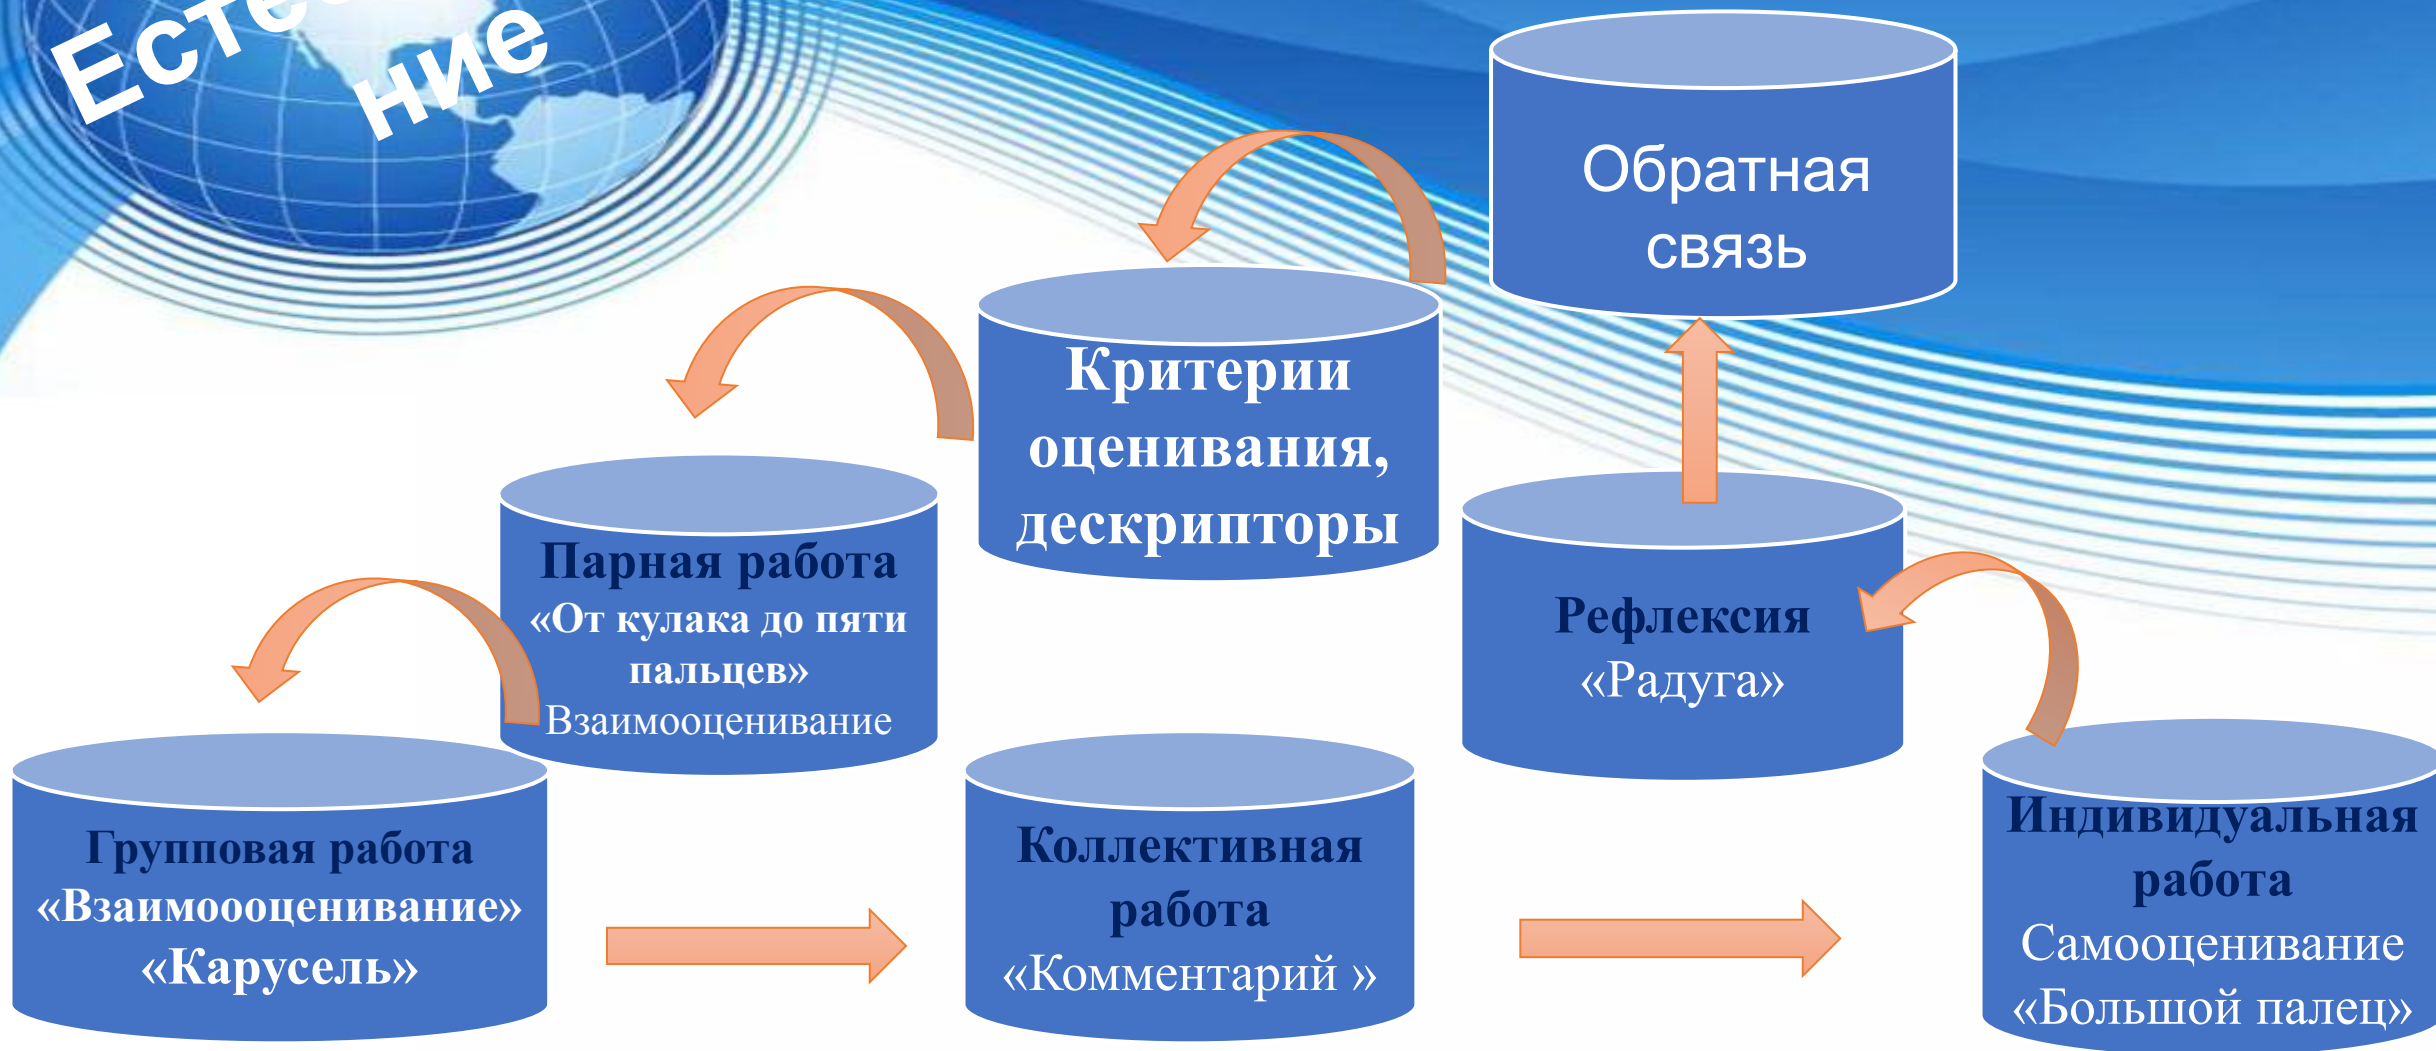 ние
Обратная
связь
Критерии
оценивания,
дескрипторы
Парная работа
«От кулака до пяти
пальцев»
Взаимооценивание
Рефлексия
«Радуга»
Групповая работа
«Взаимоооценивание»
«Карусель»
Коллективная
работа
«Комментарий »
Индивидуальная
работа
Самооценивание
«Большой палец»